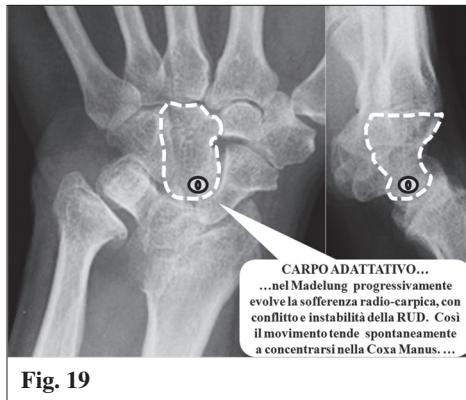 CARPO ADATTATIVO…
…nel Madelung progressivamente
evolve la sofferenza radio-carpica, con
conflitto e instabilità della RUD. Così
il movimento tende spontaneamente
a concentrarsi nella Coxa Manus. …
Fig. 19